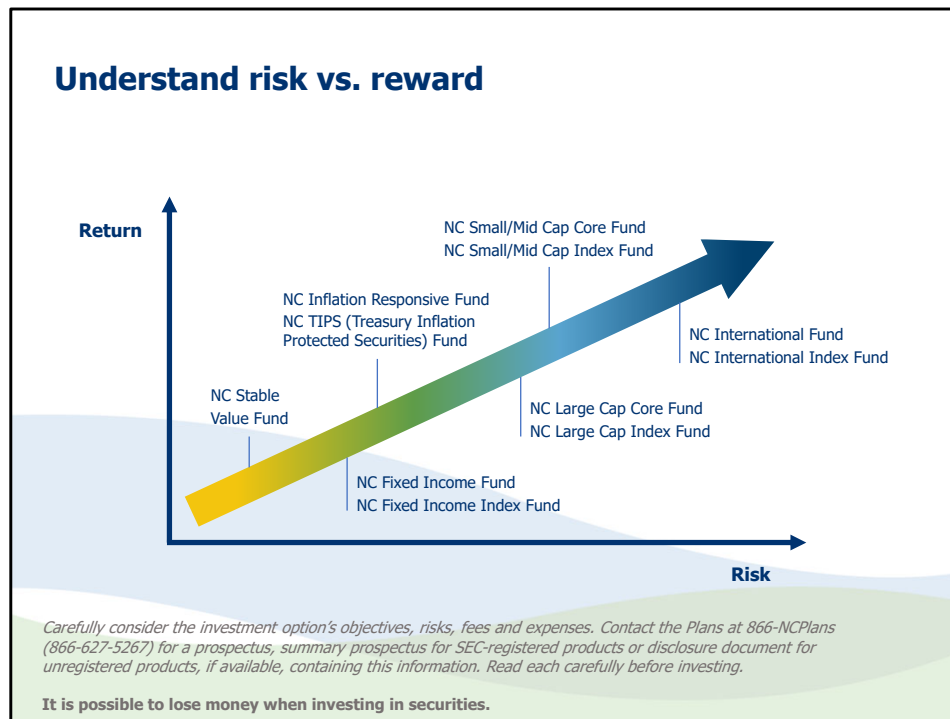 Understand risk vs. reward
Return
NC Small/Mid Cap Core Fund
NC Small/Mid Cap Index Fund
NC Inflation Responsive Fund
NC TIPS (Treasury Inflation
Protected Securities) Fund
NC International Fund
NC International Index Fund
NC Stable
Value Fund
NC Large Cap Core Fund
NC Large Cap Index Fund
NC Fixed Income Fund
NC Fixed Income Index Fund
Risk
Carefully consider the investment option's objectives, risks, fees and expenses. Contact the Plans at 866-NCPlans
(866-627-5267) for a prospectus, summary prospectus for SEC-registered products or disclosure document for
unregistered products, if available, containing this information. Read each carefully before investing.
It is possible to lose money when investing in securities.